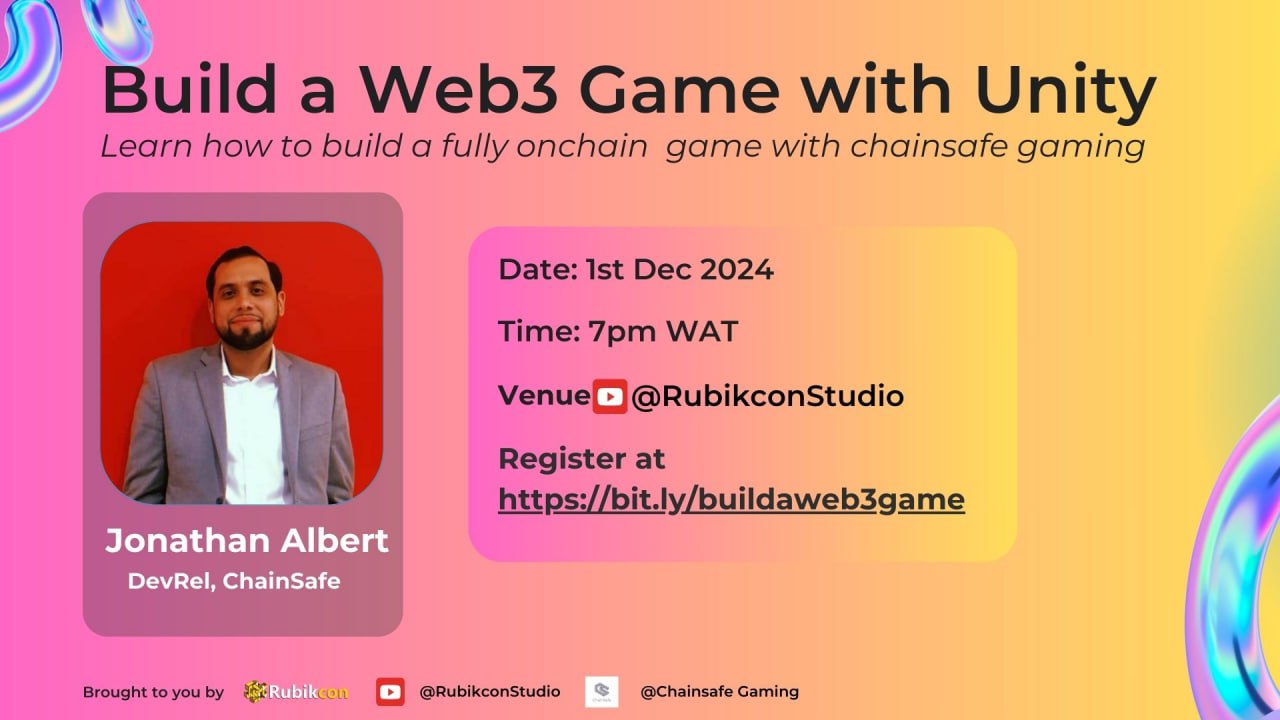 Build a Web3 Game with Unity
Learn how to build a fully onchain game with chainsafe gaming
Date: 1st Dec 2024
Time: 7pm WAT
Venue @RubikconStudio
Register at
https://bit.ly/buildaweb3game
Jonathan Albert
DevRel, ChainSafe
Brought to you by Rubikcon @RubikconStudio @Chainsafe Gaming